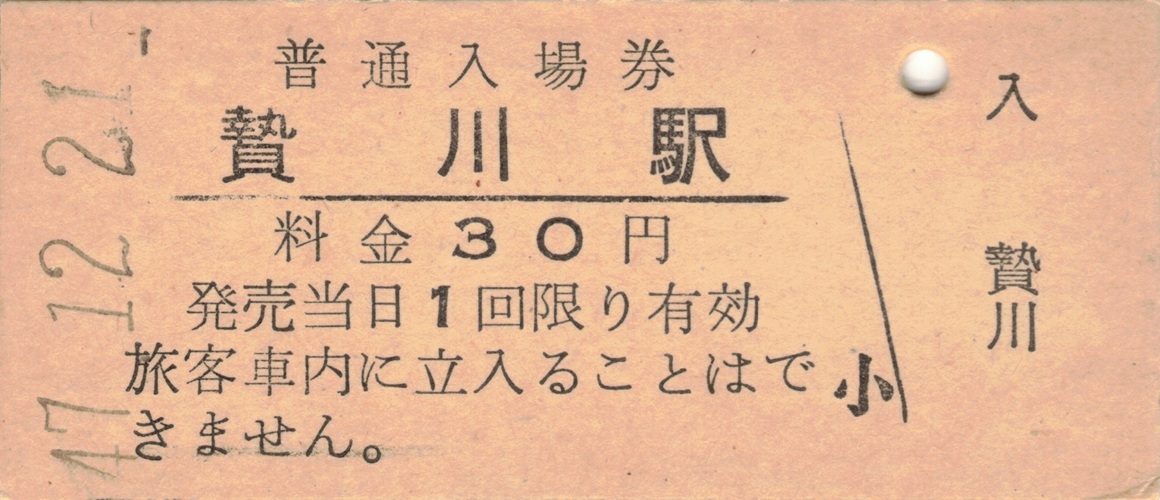 普通入場券
贄川駅
料金30円
発売当日1回限り有効
旅客車内に立入ることはで
きません。
小
入
贄川
47.12.21